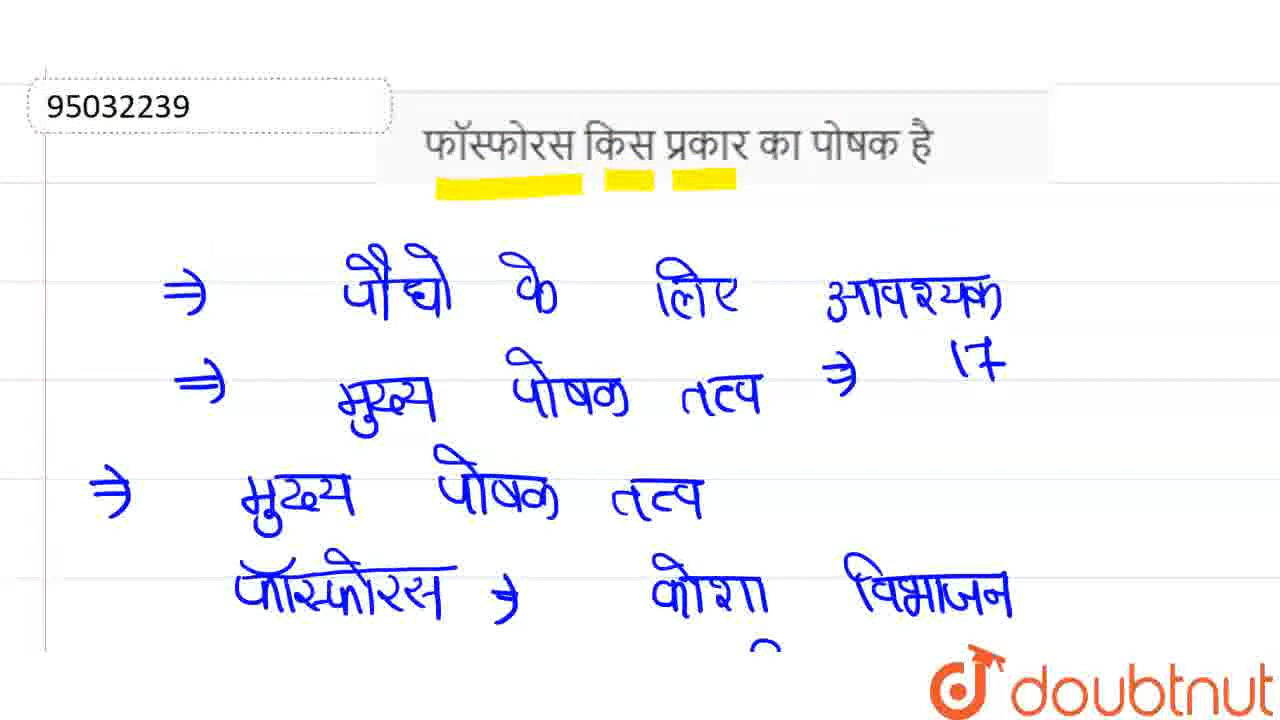 95032239
फॉस्फोरस किस प्रकार का पोषक है
⇒ पौधो के लिए आवश्यक
⇒ मुख्य पोषक तत्व ⇒ 17
⇒ मुख्य पोषक तत्व
फॉस्फोरस ⇒ कोशा विभाजन
doubtnut